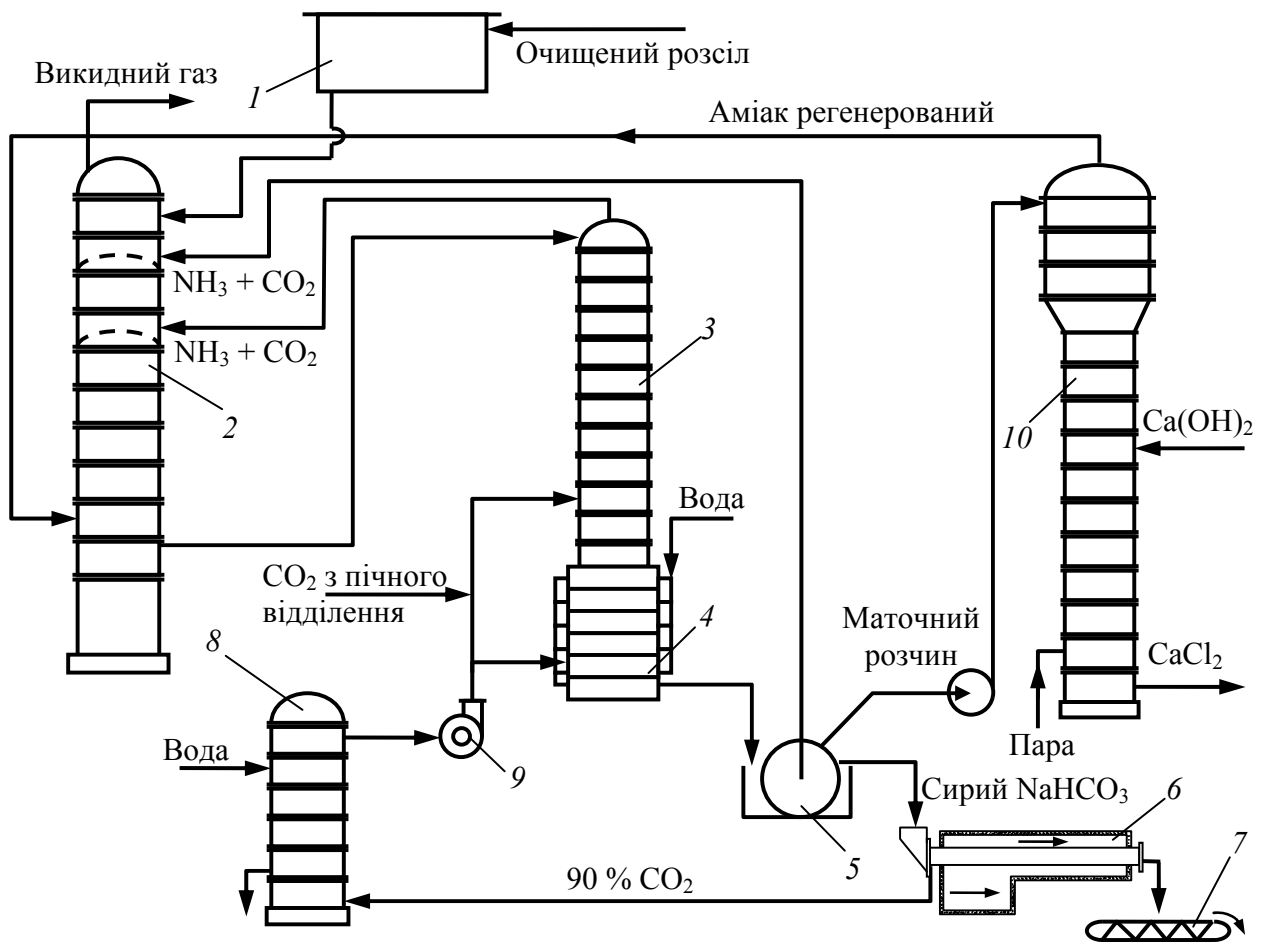 Очищений розсіл
Викидний газ
1
Аміак регенерований
NH3 + CO2
NH3 + CO2
3
2
10
Ca(OH)2
Вода
CO2 з пічного
відділення
4
Маточний
розчин
8
CaCl2
Вода
9
Пара
Сирий NaHCO3
6
5
7
90 % CO2